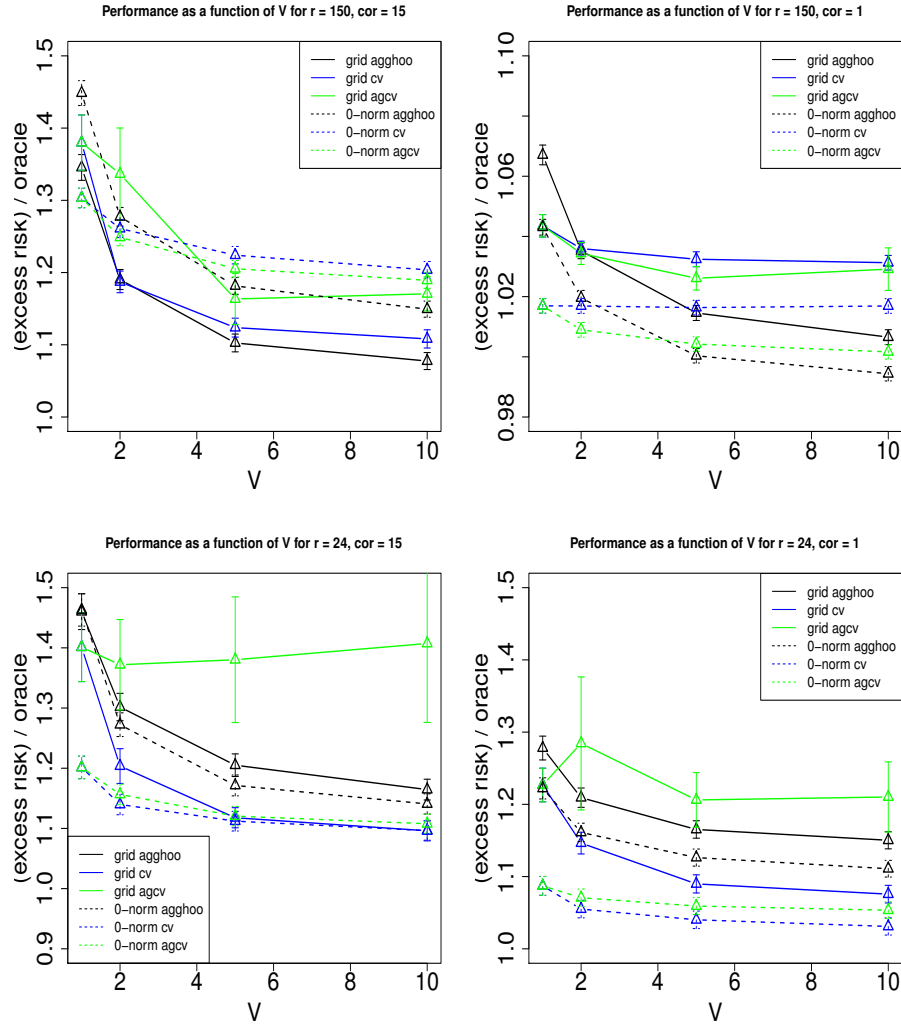 Performance as a function of V for r = 150, cor = 15
(excess risk) / oracle
1.5
1.4
1.3
1.2
1.1
1.0
grid agghoo
grid cv
grid agcv
0−norm agghoo
0−norm cv
0−norm agcv
2
4
6
8
10
V
Performance as a function of V for r = 150, cor = 1
(excess risk) / oracle
1.10
1.06
1.02
0.98
grid agghoo
grid cv
grid agcv
0−norm agghoo
0−norm cv
0−norm agcv
2
4
6
8
10
V
Performance as a function of V for r = 24, cor = 15
(excess risk) / oracle
1.5
1.4
1.3
1.2
1.1
1.0
0.9
grid agghoo
grid cv
grid agcv
0−norm agghoo
0−norm cv
0−norm agcv
2
4
6
8
10
V
Performance as a function of V for r = 24, cor = 1
(excess risk) / oracle
1.5
1.4
1.3
1.2
1.1
1.0
grid agghoo
grid cv
grid agcv
0−norm agghoo
0−norm cv
0−norm agcv
2
4
6
8
10
V